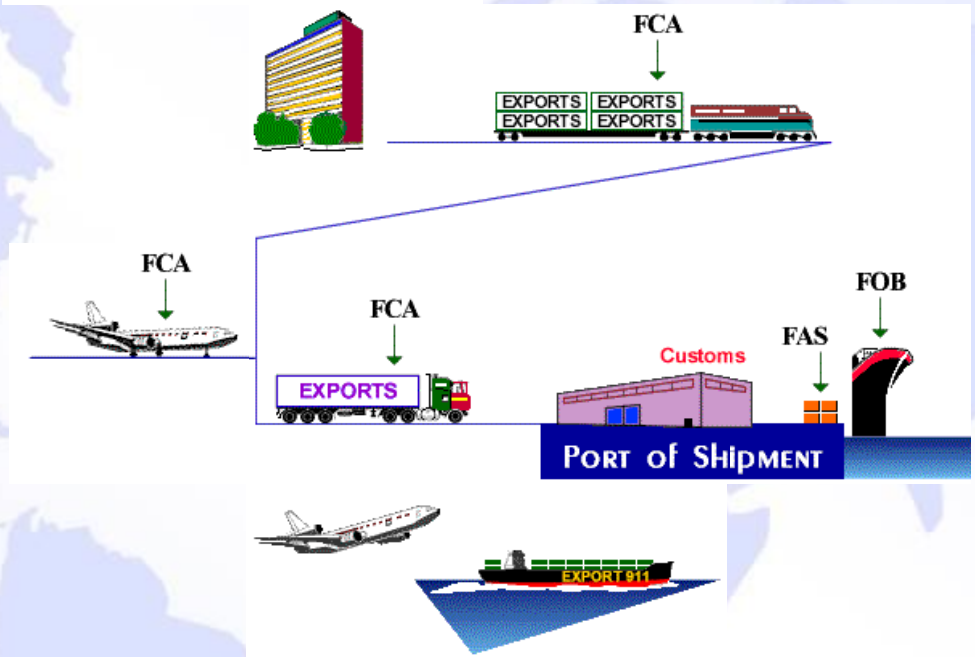 FCA
EXPORTS EXPORTS
EXPORTS EXPORTS
FCA
FCA
FOB
FAS
Customs
EXPORTS
PORT of SHIPMENT
EXPORT 911